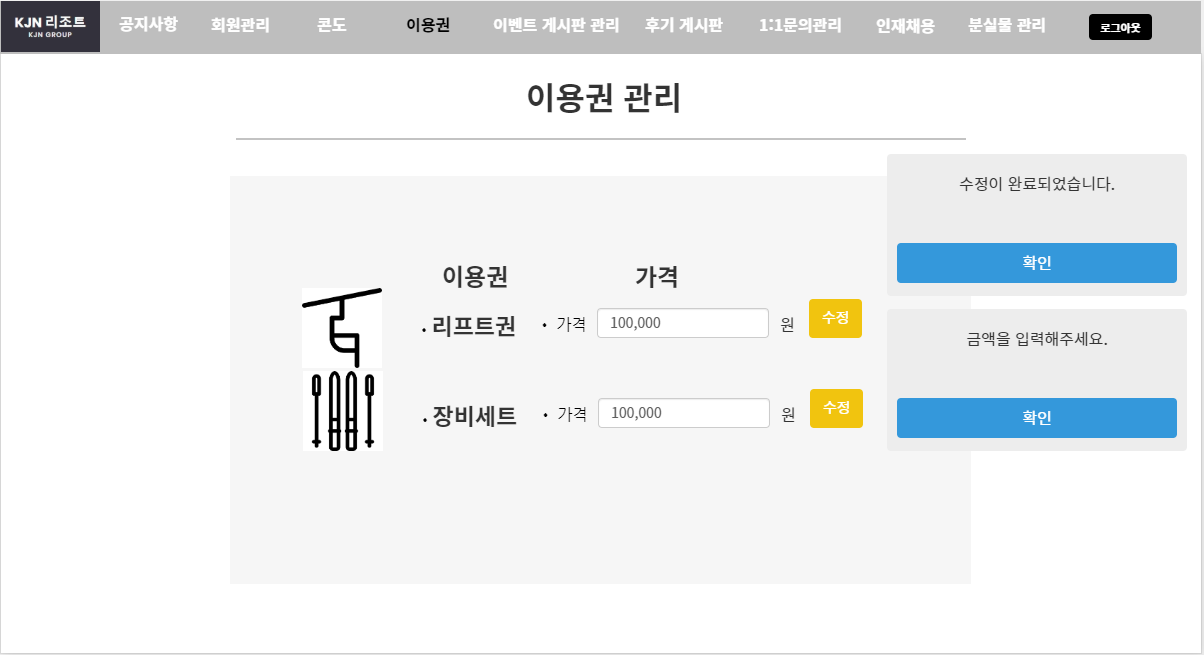 KJN 리조트
KJN GROUP
공지사항 회원관리 콘도 이용권 이벤트 게시판 관리 후기 게시판 1:1문의관리 인재채용 분실물 관리 로그아웃
이용권 관리
이용권 가격
• 리프트권 • 가격 100,000 원 수정
• 장비세트 • 가격 100,000 원 수정
수정이 완료되었습니다.
확인
금액을 입력해주세요.
확인